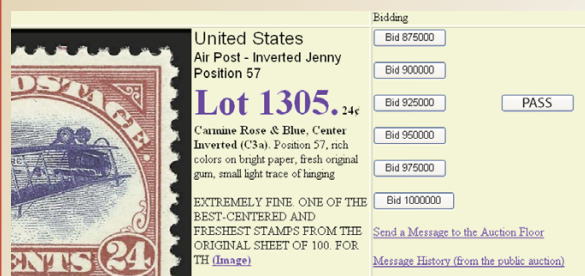 POSTAGE
ENTS 24
United States
Air Post - Inverted Jenny
Position 57
Lot 1305. 24c
Carmine Rose & Blue, Center
Inverted (C3a). Position 57, rich
colors on bright paper, fresh original
gum, small light trace of hinging
EXTREMELY FINE. ONE OF THE
BEST-CENTERED AND
FRESHEST STAMPS FROM THE
ORIGINAL SHEET OF 100. FOR
TH (Image)
Bidding
Bid 875000
Bid 900000
Bid 925000
PASS
Bid 950000
Bid 975000
Bid 1000000
Send a Message to the Auction Floor
Message History (from the public auction)